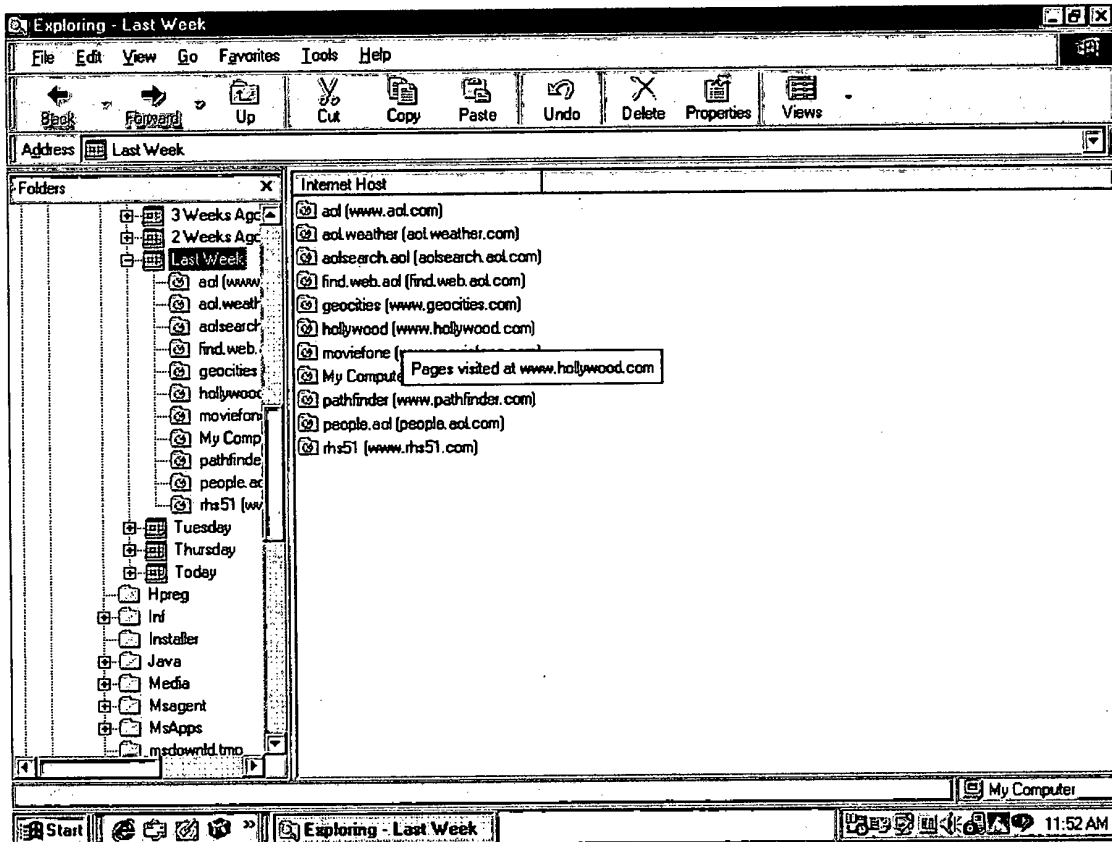 Exploring - Last Week
File Edit View Go Favorites Tools Help
Back Forward Up Cut Copy Paste Undo Delete Properties Views
Address Last Week
Folders
3 Weeks Agc
2 Weeks Agc
Last Week
aol (www
aol.weath
aolsearch
find.web.
geocities
hollywooc
moviefon
My Comp
pathfinde
people.ac
rhs51 (wv
Tuesday
Thursday
Today
Hpreg
Inf
Installer
Java
Media
Msagent
MsApps
msdownld.tmp
Internet Host
aol (www.aol.com)
aol.weather (aol.weather.com)
aolsearch.aol (aolsearch.aol.com)
find.web.aol (find.web.aol.com)
geocities (www.geocities.com)
hollywood (www.hollywood.com)
moviefone
My Compute
Pages visited at www.hollywood.com
pathfinder (www.pathfinder.com)
people.aol (people.aol.com)
rhs51 (www.rhs51.com)
My Computer
Start Exploring - Last Week 11:52 AM